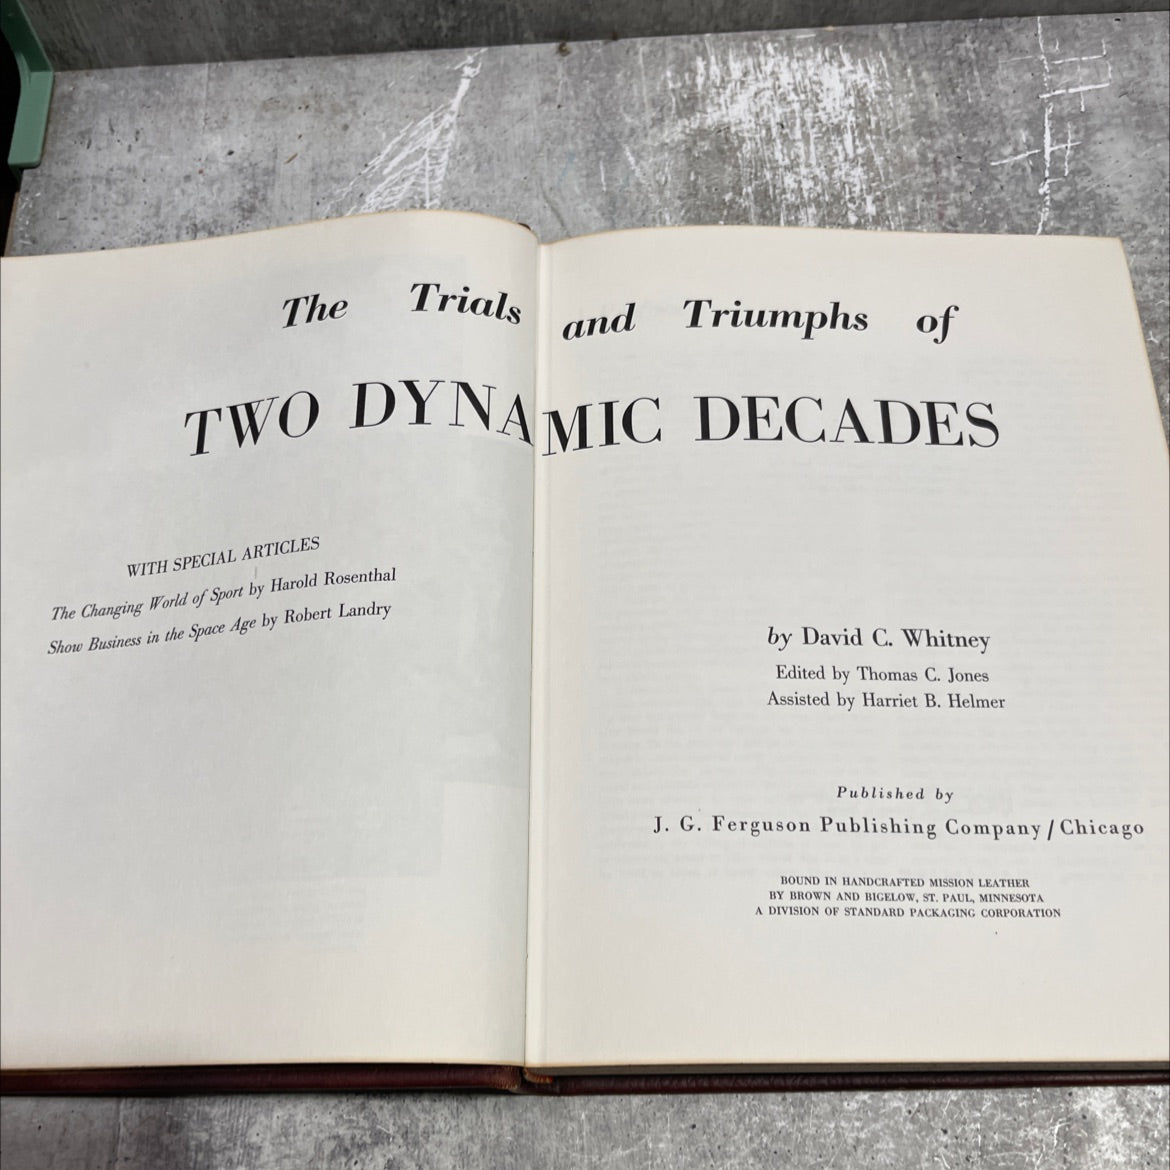 The Trials and Triumphs of
TWO DYNAMIC DECADES
WITH SPECIAL ARTICLES
The Changing World of Sport by Harold Rosenthal
Show Business in the Space Age by Robert Landry
by David C. Whitney
Edited by Thomas C. Jones
Assisted by Harriet B. Helmer
Published by
J. G. Ferguson Publishing Company / Chicago
BOUND IN HANDCRAFTED MISSION LEATHER
BY BROWN AND BIGELOW, ST. PAUL, MINNESOTA
A DIVISION OF STANDARD PACKAGING CORPORATION